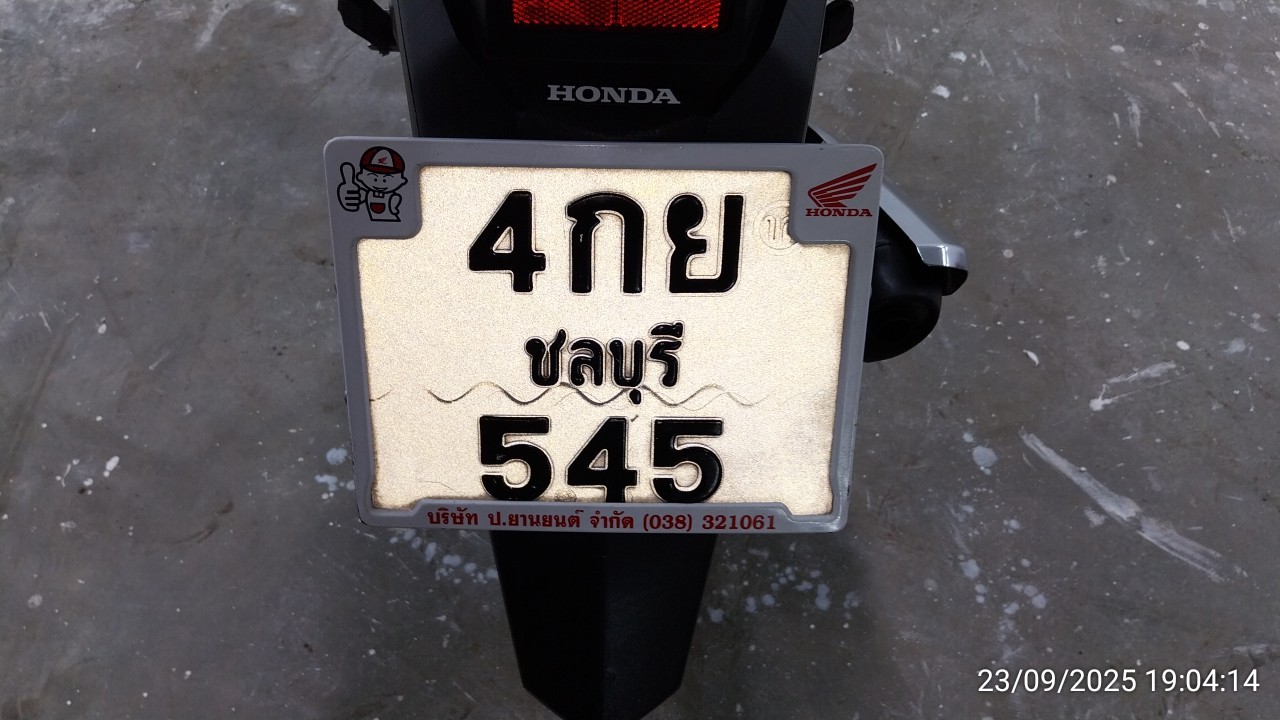 HONDA
4กย
HONDA
ชลบุรี
545
บริษัท ป.ยานยนต์ จำกัด (038) 321061
23/09/2025 19:04:14